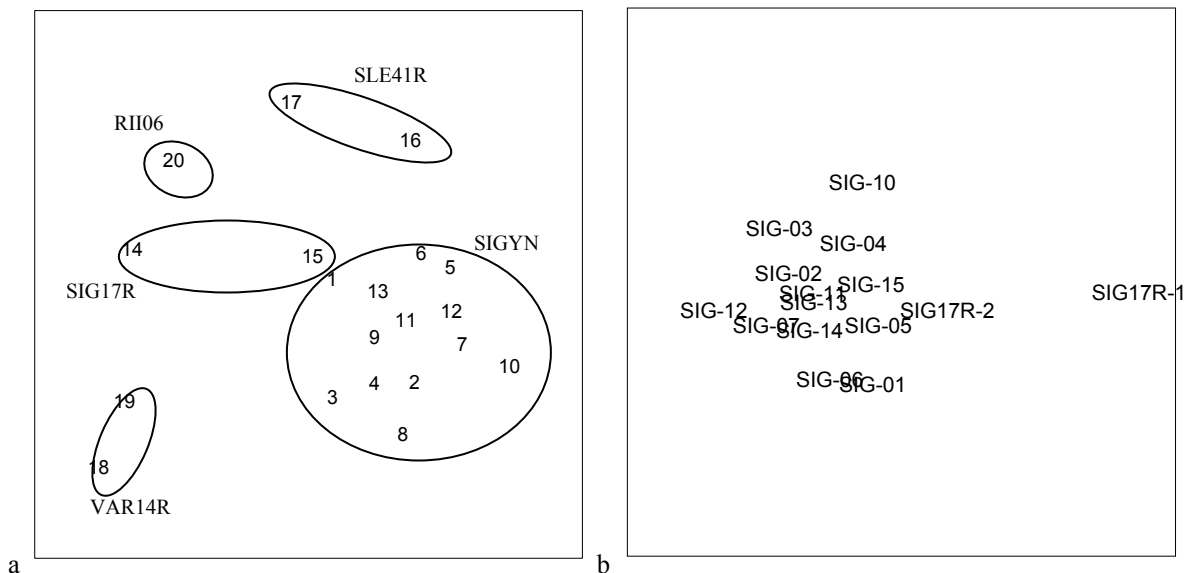 SLE41R
17
16
RII06
20
14
15
6
SIGYN
5
1
SIG17R
13
12
11
9
7
10
4
2
3
19
8
18
VAR14R
a
SIG-10
SIG-03
SIG-04
SIG-02
SIG-15
SIG-11
SIG17R-1
SIG-13
SIG-12
SIG17R-2
SIG-07
SIG-05
SIG-14
SIG-06
SIG-01
b